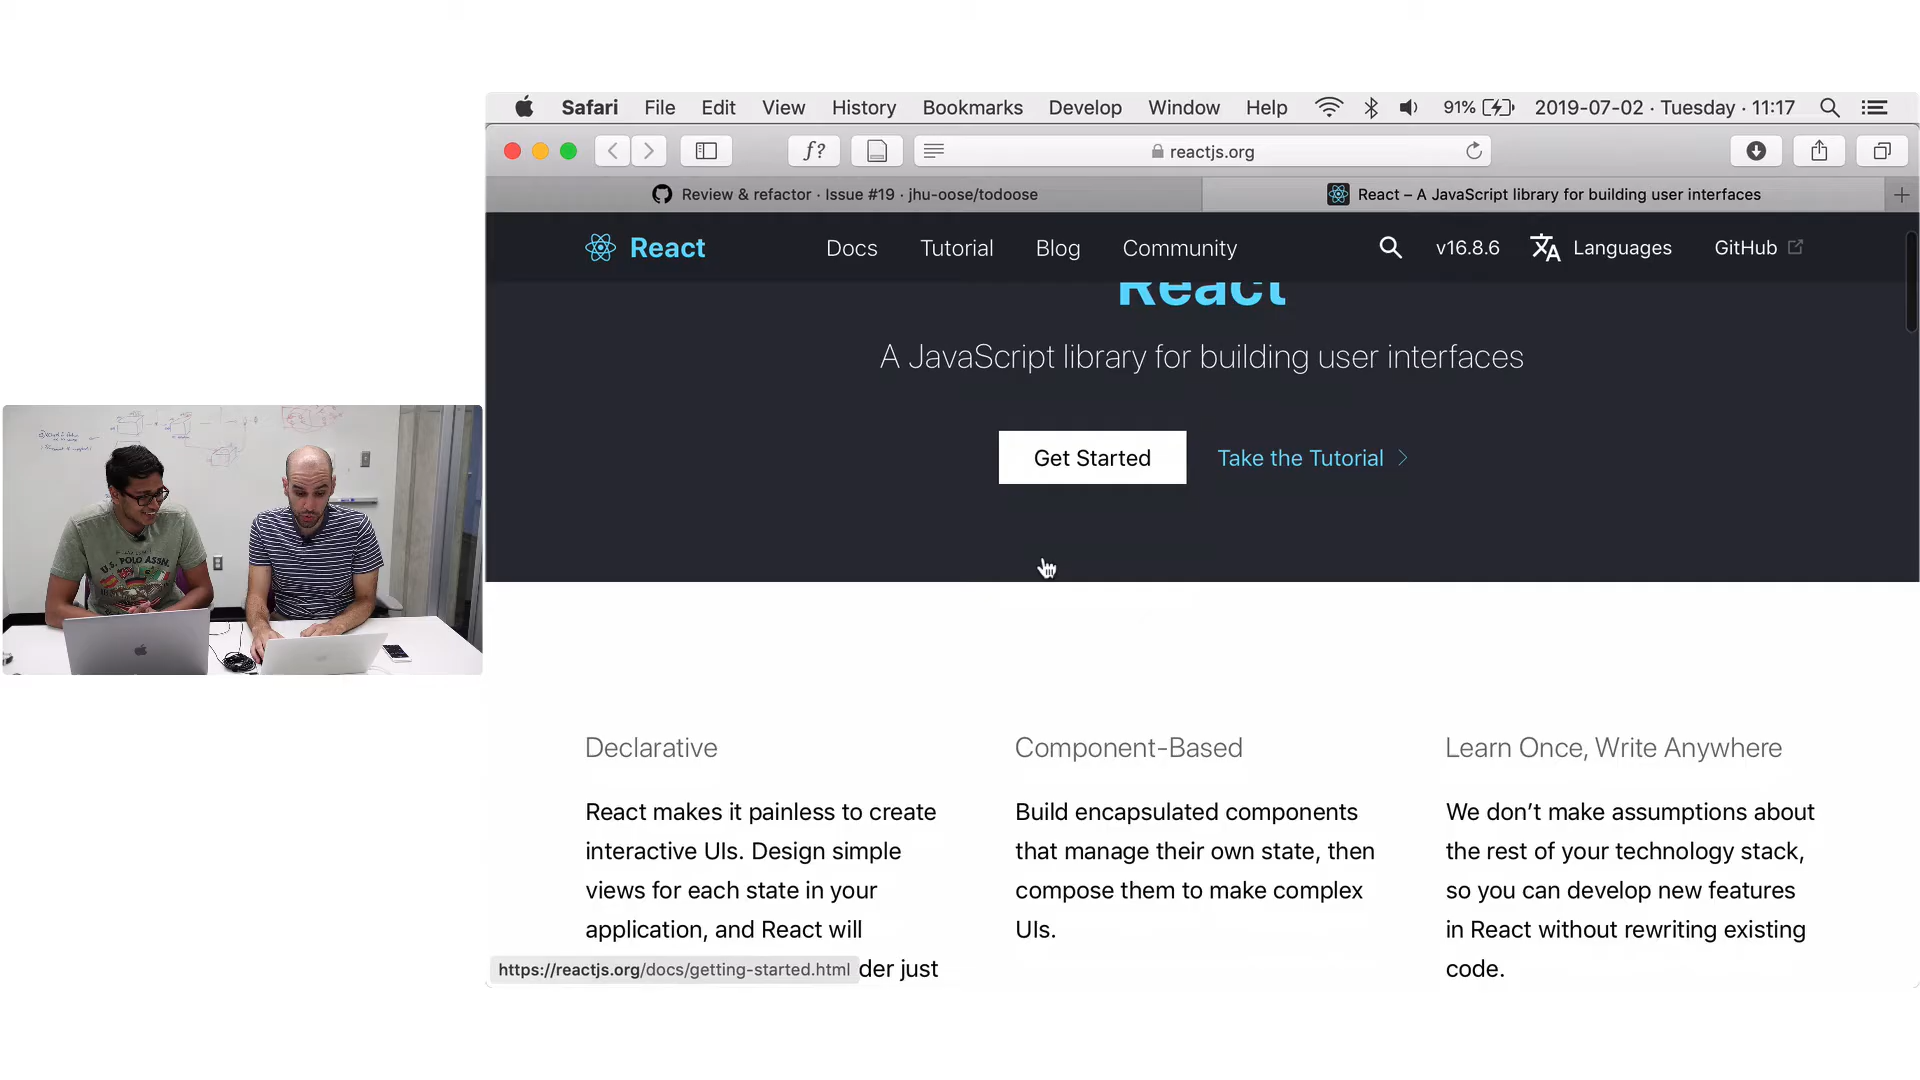 Safari File Edit View History Bookmarks Develop Window Help 91% 2019-07-02 · Tuesday · 11:17
f? reactjs.org
Review & refactor · Issue #19 · jhu-oose/todoose
React – A JavaScript library for building user interfaces
React Docs Tutorial Blog Community v16.8.6 Languages GitHub
React
A JavaScript library for building user interfaces
Get Started Take the Tutorial
Declarative
React makes it painless to create
interactive UIs. Design simple
views for each state in your
application, and React will
der just
Component-Based
Build encapsulated components
that manage their own state, then
compose them to make complex
UIs.
Learn Once, Write Anywhere
We don’t make assumptions about
the rest of your technology stack,
so you can develop new features
in React without rewriting existing
code.
https://reactjs.org/docs/getting-started.html
U.S. POLO ASSN.